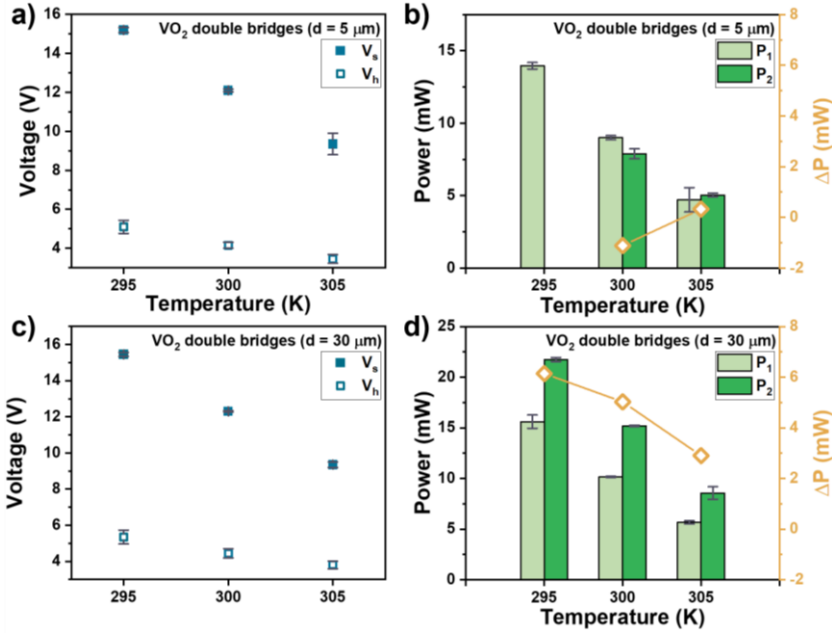 a)
VO₂ double bridges (d = 5 μm)
Vₛ
Vₕ
16
14
12
10
8
6
4
Voltage (V)
295
300
305
Temperature (K)
b)
VO₂ double bridges (d = 5 μm)
P₁
P₂
15
10
5
0
Power (mW)
8
6
4
2
0
-2
ΔP (mW)
295
300
305
Temperature (K)
c)
VO₂ double bridges (d = 30 μm)
Vₛ
Vₕ
16
14
12
10
8
6
4
Voltage (V)
295
300
305
Temperature (K)
d)
VO₂ double bridges (d = 30 μm)
P₁
P₂
25
20
15
10
5
0
Power (mW)
8
6
4
2
0
-2
ΔP (mW)
295
300
305
Temperature (K)